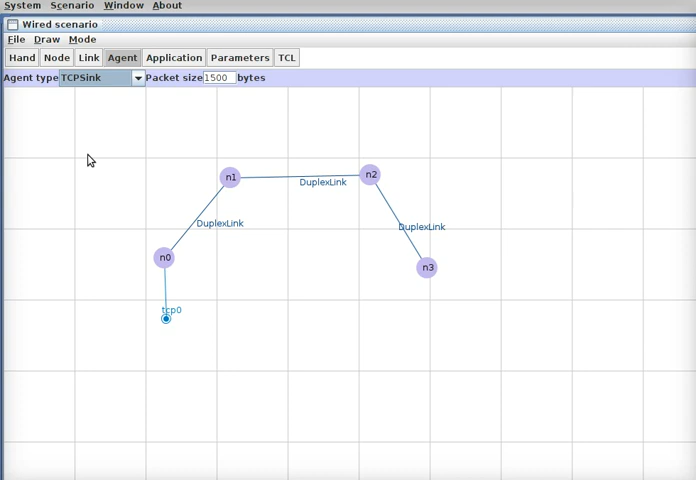 System Scenario Window About
Wired scenario
File Draw Mode
Hand Node Link Agent Application Parameters TCL
Agent type TCPSink Packet size 1500 bytes
n1 DuplexLink n2
DuplexLink DuplexLink
n0 n3
tcp0